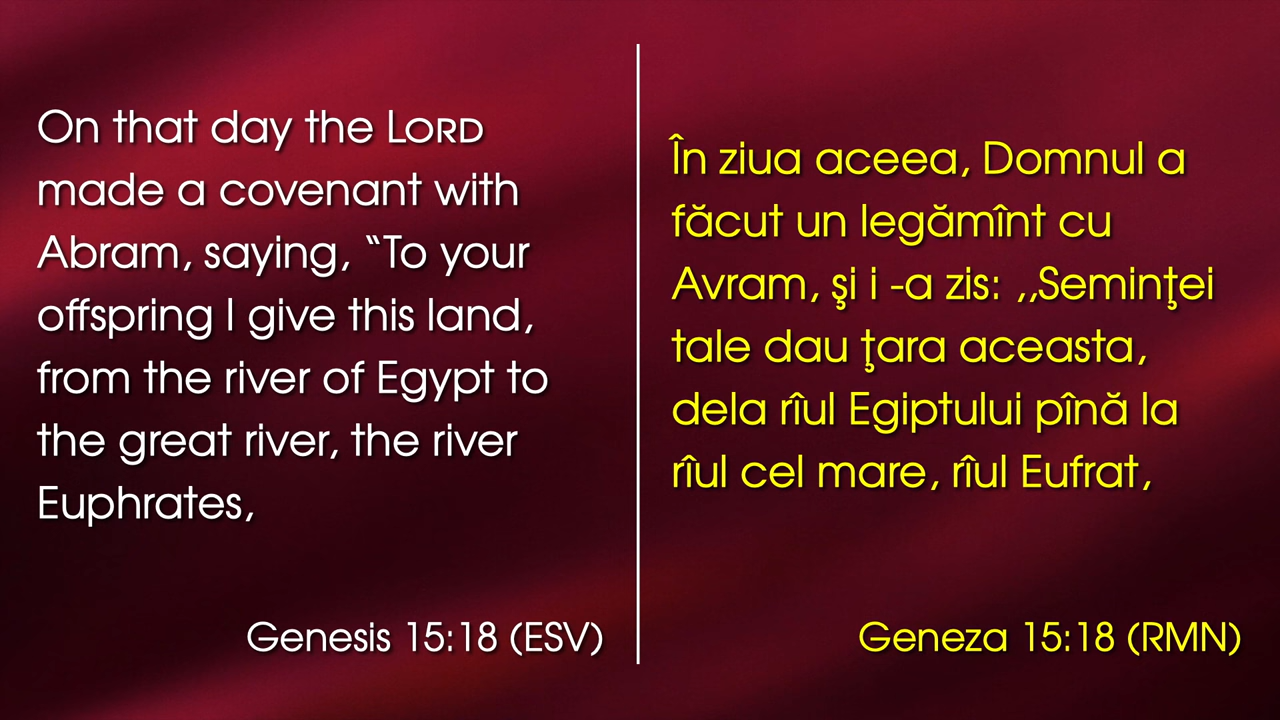 On that day the LORD
made a covenant with
Abram, saying, “To your
offspring I give this land,
from the river of Egypt to
the great river, the river
Euphrates,
Genesis 15:18 (ESV)
În ziua aceea, Domnul a
făcut un legămînt cu
Avram, şi i -a zis: ,,Seminţei
tale dau ţara aceasta,
dela rîul Egiptului pînă la
rîul cel mare, rîul Eufrat,
Geneza 15:18 (RMN)